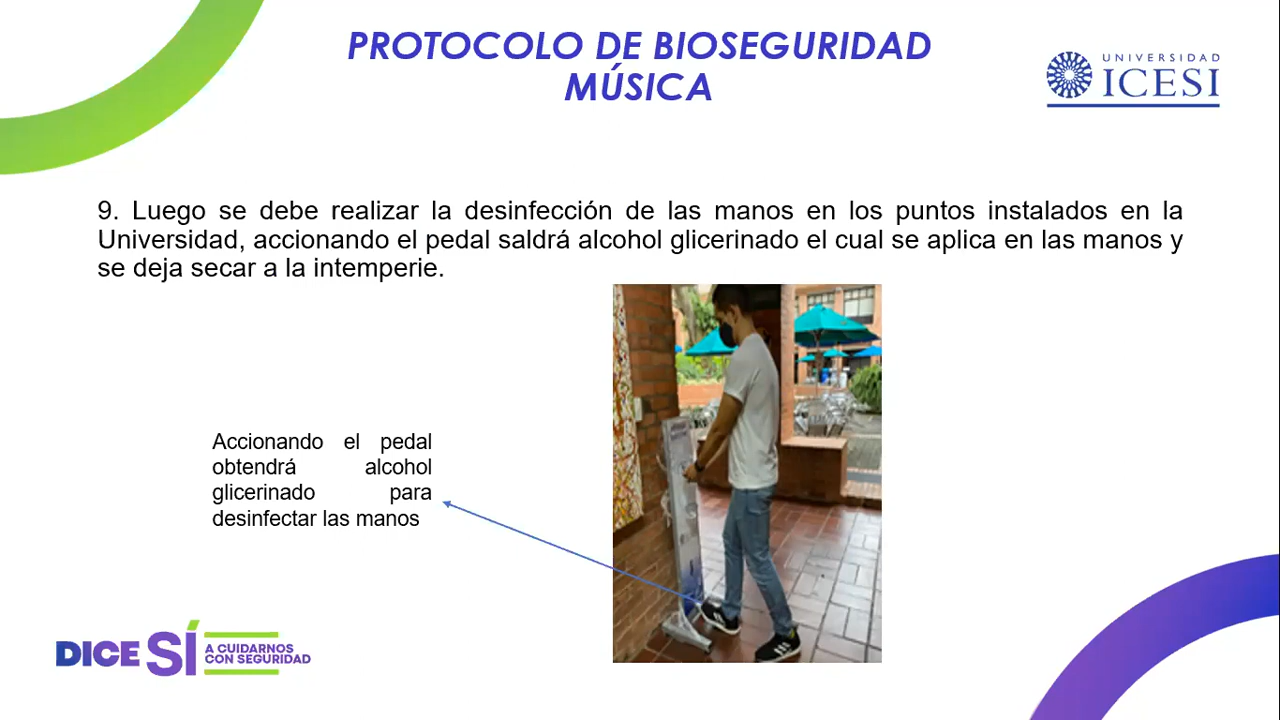 PROTOCOLO DE BIOSEGURIDAD
MÚSICA
UNIVERSIDAD
ICESI
9. Luego se debe realizar la desinfección de las manos en los puntos instalados en la
Universidad, accionando el pedal saldrá alcohol glicerinado el cual se aplica en las manos y
se deja secar a la intemperie.
Accionando el pedal
obtendrá alcohol
glicerinado para
desinfectar las manos
DICE SÍ A CUIDARNOS
CON SEGURIDAD